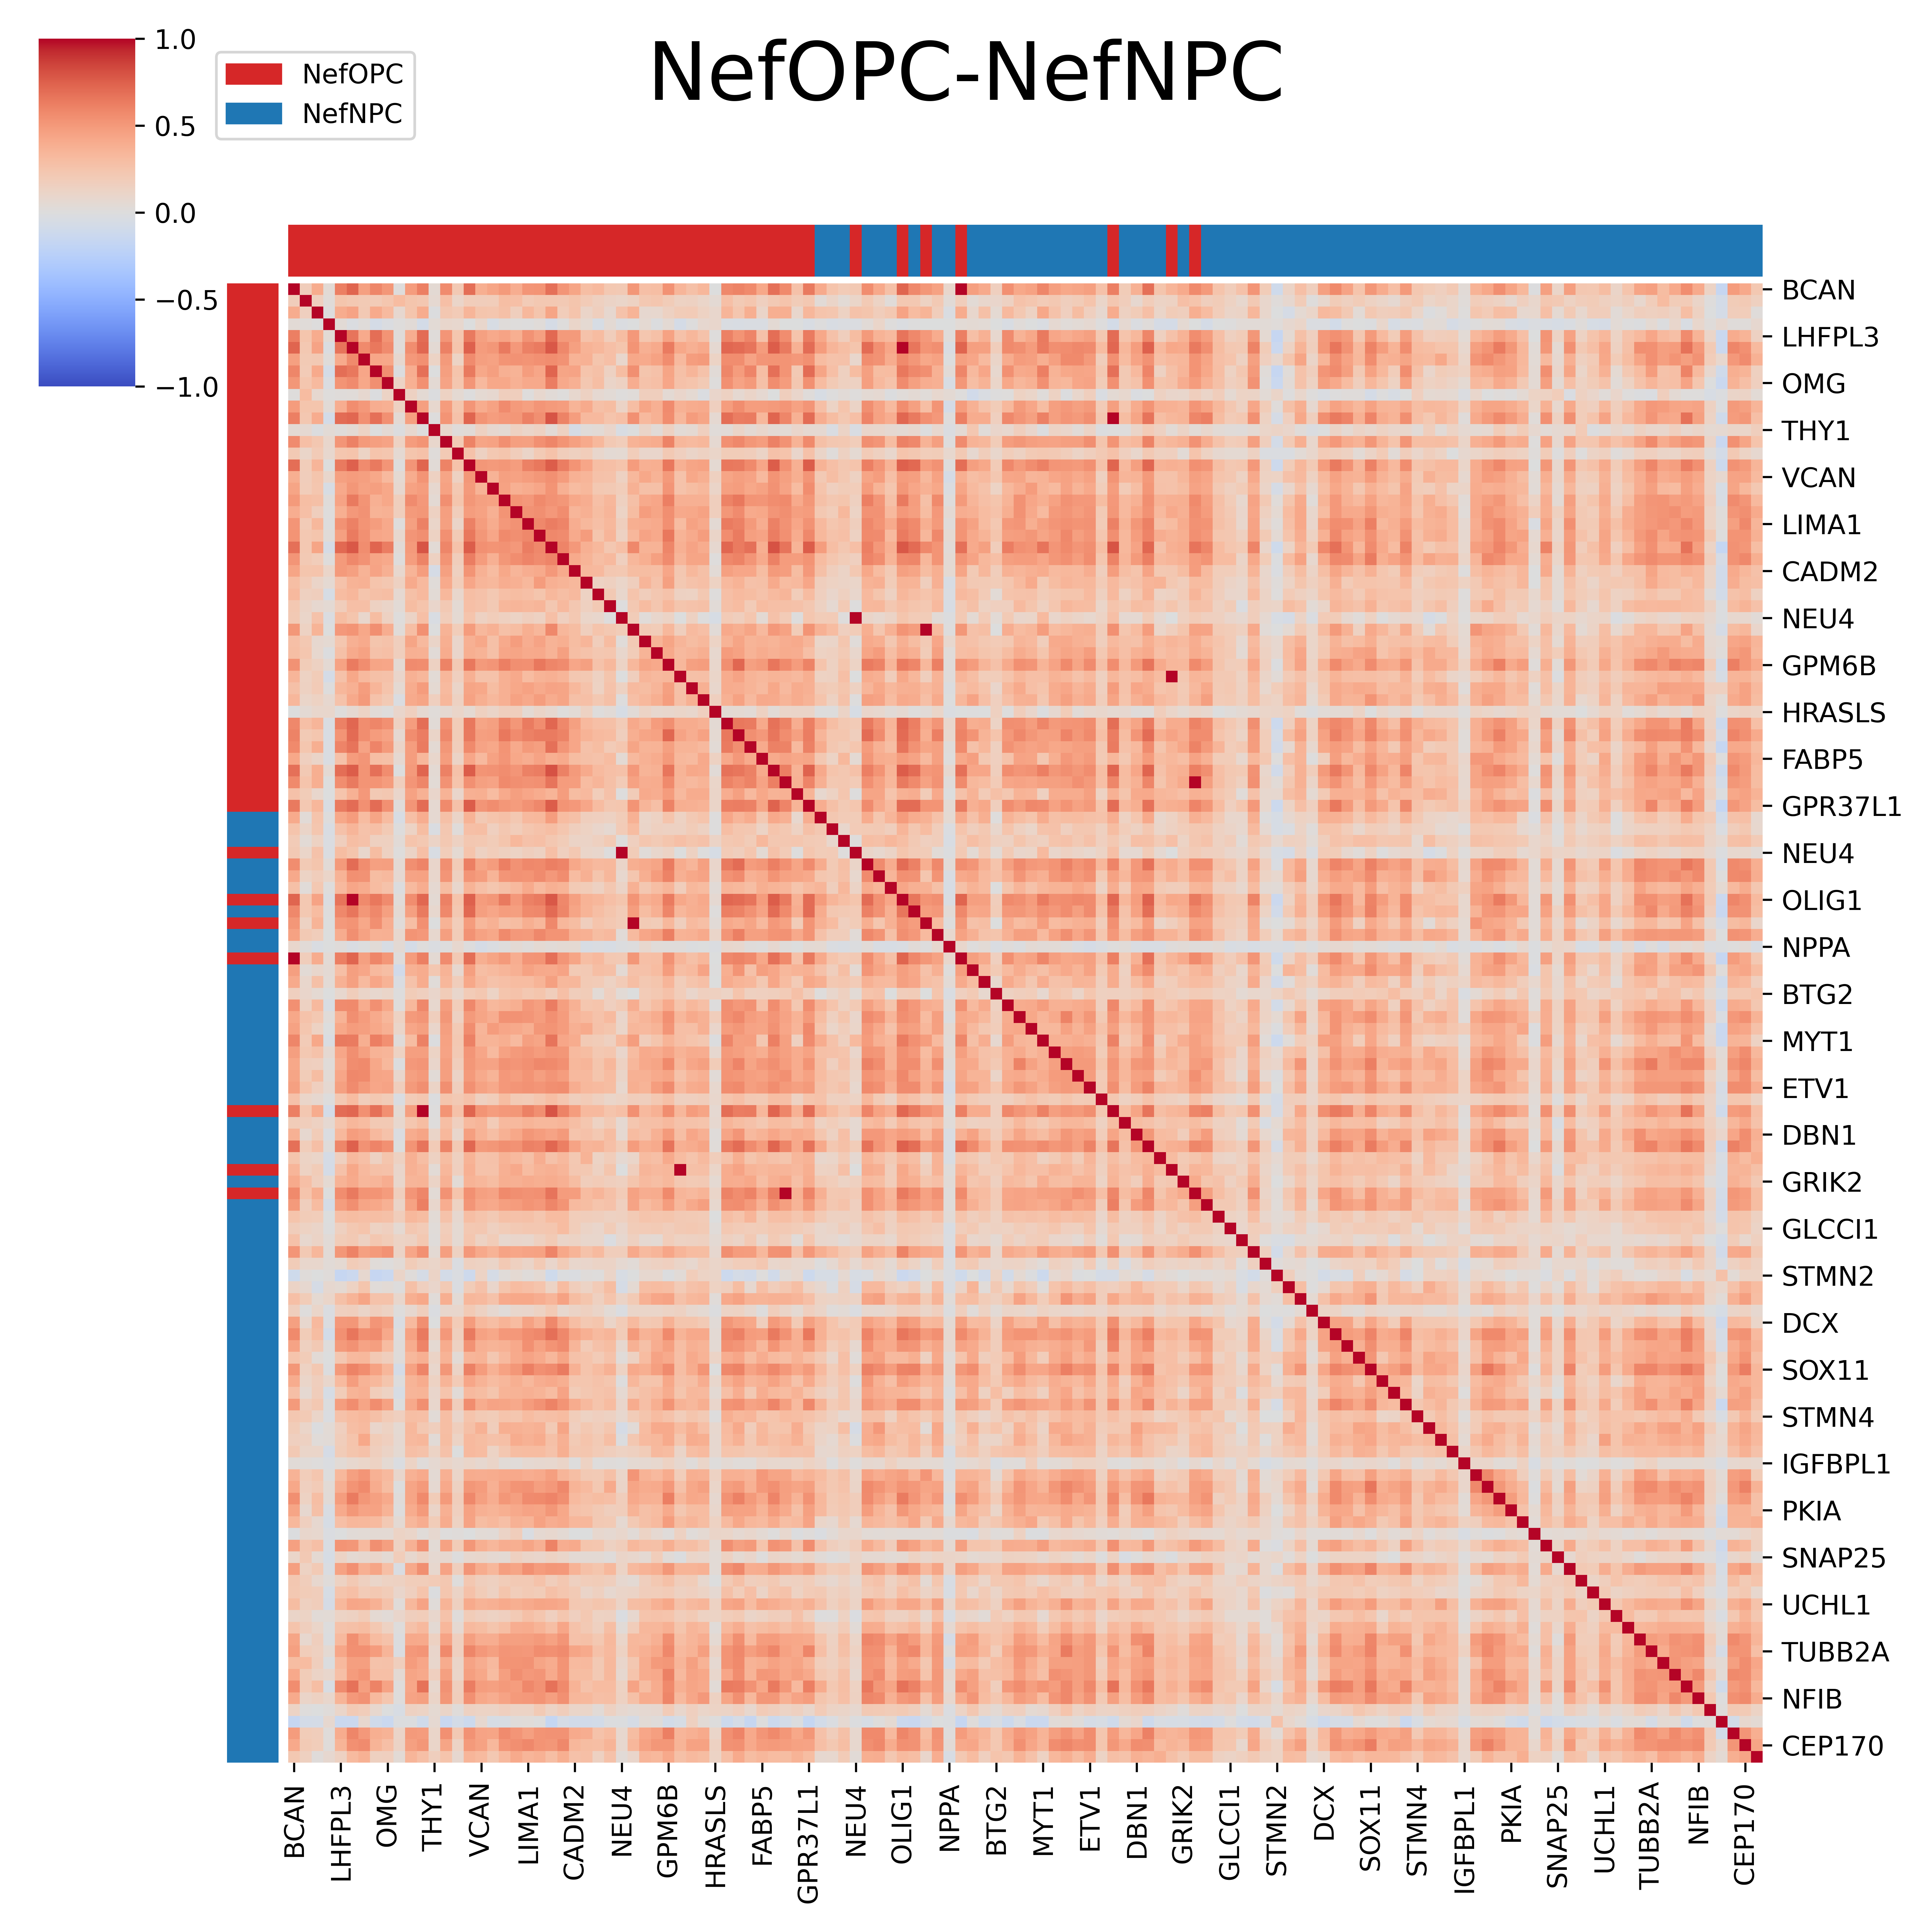 NefOPC-NefNPC
1.0
0.5
0.0
−0.5
−1.0
NefOPC
NefNPC
BCAN
LHFPL3
OMG
THY1
VCAN
LIMA1
CADM2
NEU4
GPM6B
HRASLS
FABP5
GPR37L1
NEU4
OLIG1
NPPA
BTG2
MYT1
ETV1
DBN1
GRIK2
GLCCI1
STMN2
DCX
SOX11
STMN4
IGFBPL1
PKIA
SNAP25
UCHL1
TUBB2A
NFIB
CEP170
BCAN
LHFPL3
OMG
THY1
VCAN
LIMA1
CADM2
NEU4
GPM6B
HRASLS
FABP5
GPR37L1
NEU4
OLIG1
NPPA
BTG2
MYT1
ETV1
DBN1
GRIK2
GLCCI1
STMN2
DCX
SOX11
STMN4
IGFBPL1
PKIA
SNAP25
UCHL1
TUBB2A
NFIB
CEP170